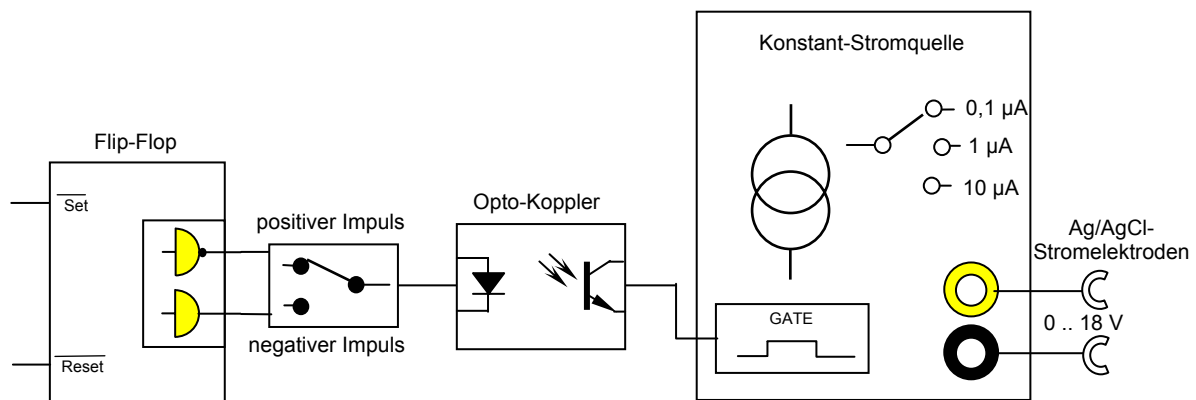 Konstant-Stromquelle
0,1 µA
1 µA
10 µA
Flip-Flop
Set
Reset
positiver Impuls
negativer Impuls
Opto-Koppler
GATE
Ag/AgCl-
Stromelektroden
0 .. 18 V